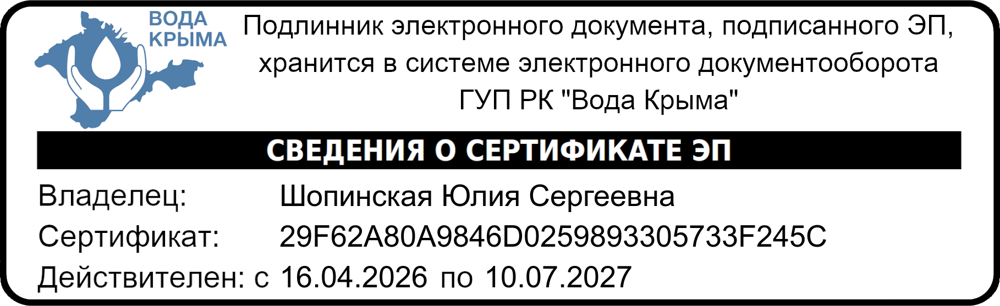 ВОДА
КРЫМА
Подлинник электронного документа, подписанного ЭП,
хранится в системе электронного документооборота
ГУП РК "Вода Крыма"
СВЕДЕНИЯ О СЕРТИФИКАТЕ ЭП
Владелец: Шопинская Юлия Сергеевна
Сертификат: 29F62A80A9846D0259893305733F245C
Действителен: с 16.04.2026 по 10.07.2027